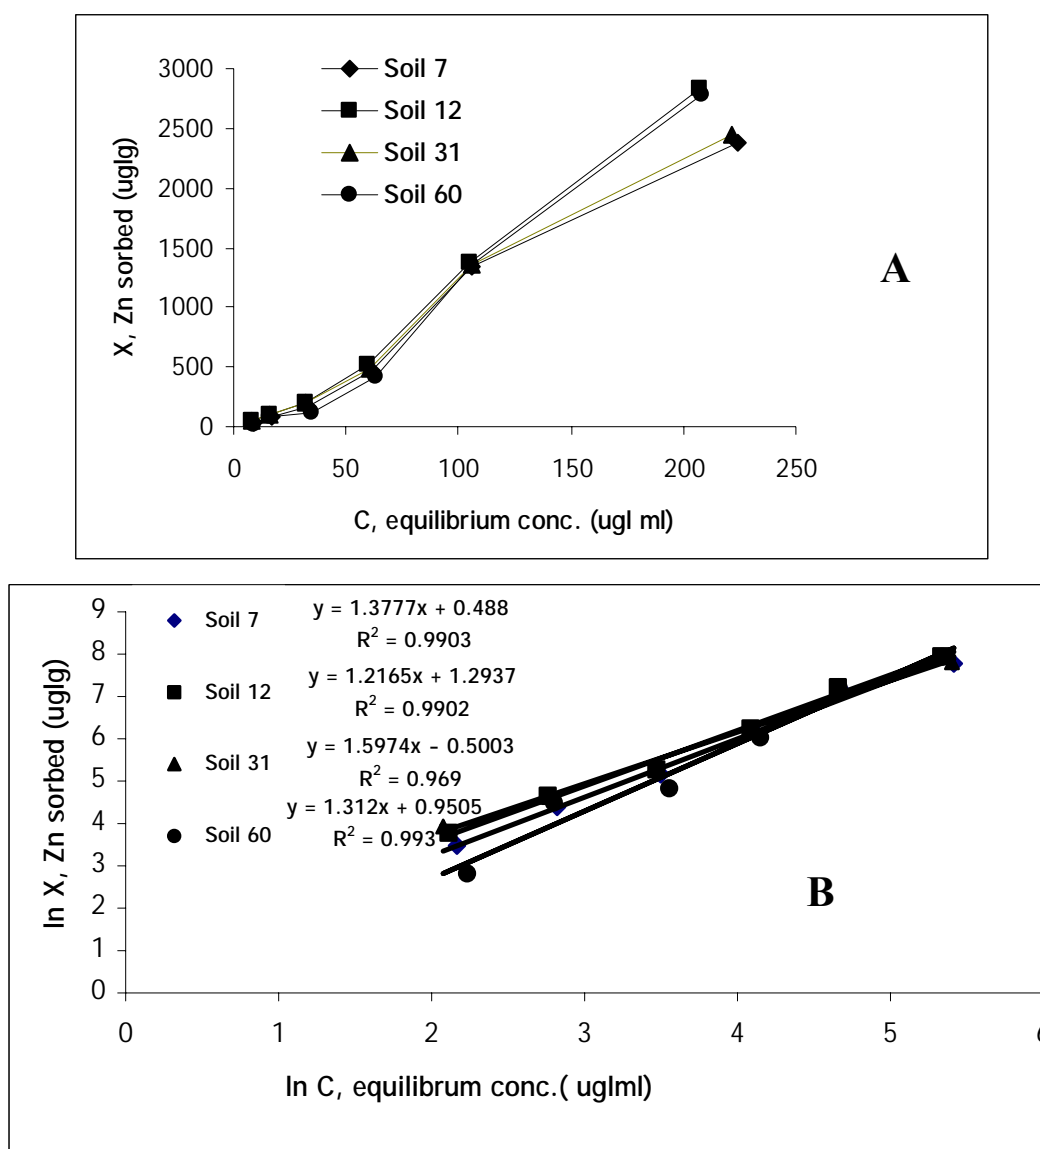 3000
2500
2000
1500
1000
500
0
0 50 100 150 200 250
X, Zn sorbed (uglg)
C, equilibrium conc. (ugl ml)
Soil 7
Soil 12
Soil 31
Soil 60
A
9
8
7
6
5
4
3
2
1
0
0 1 2 3 4 5 6
ln X, Zn sorbed (uglg)
ln C, equilibrum conc.( uglml)
Soil 7
y = 1.3777x + 0.488
R² = 0.9903
Soil 12
y = 1.2165x + 1.2937
R² = 0.9902
Soil 31
y = 1.5974x - 0.5003
R² = 0.969
Soil 60
y = 1.312x + 0.9505
R² = 0.993
B